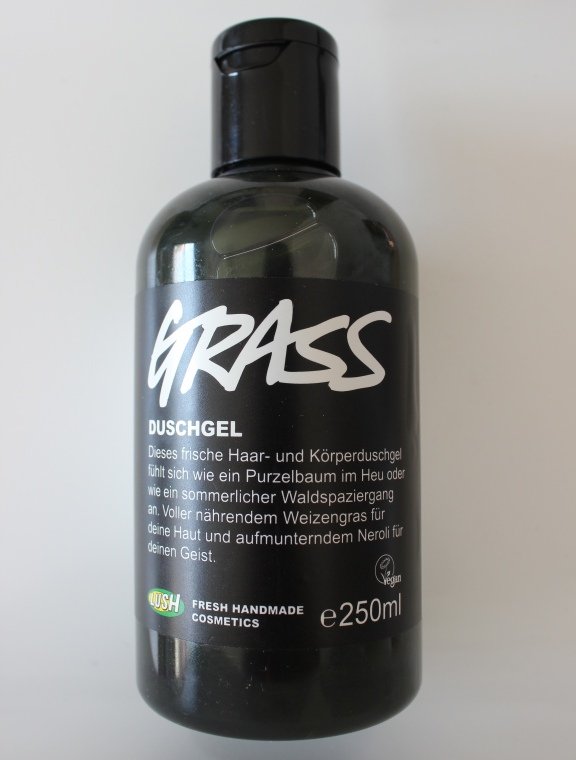 GRASS
DUSCHGEL
Dieses frische Haar- und Körperduschgel
fühlt sich wie ein Purzelbaum im Heu oder
wie ein sommerlicher Waldspaziergang
an. Voller nährendem Weizengras für
deine Haut und aufmunterndem Neroli für
deinen Geist.
Vegan
LUSH
FRESH HANDMADE
COSMETICS
℮250ml